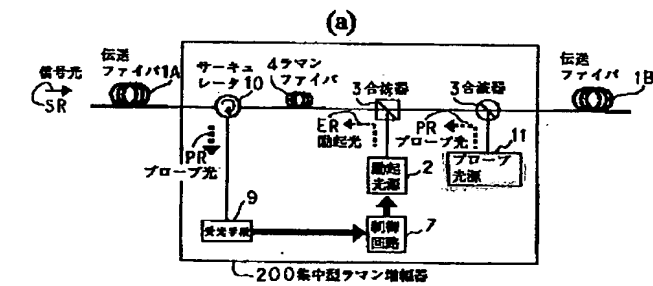 (a)
信号光
SR
伝送
ファイバ1A
サーキュ
レータ10
4ラマン
ファイバ
3合波器
3合波器
伝送
ファイバ 1B
ER
励起光
PR
プローブ光
11
PR
プローブ光
励起
光源
2
プローブ
光源
9
受光手段
制御
回路
7
200集中型ラマン増幅器